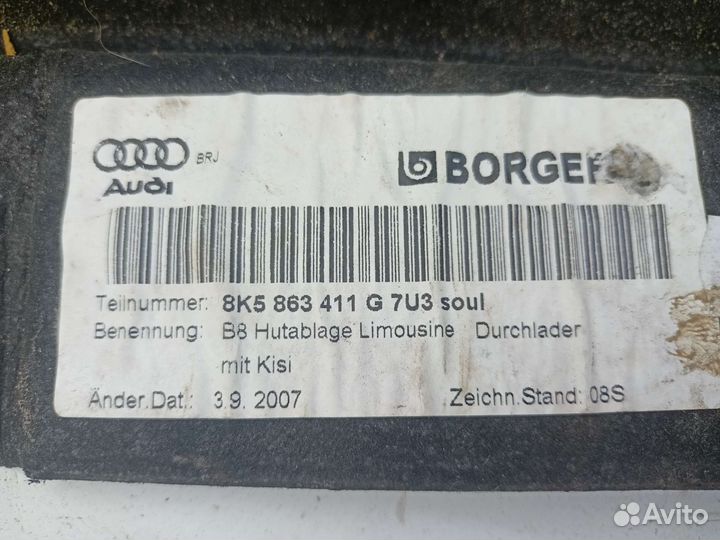 BRJ
Audi
BORGER
Teilnummer: 8K5 863 411 G 7U3 soul
Benennung: B8 Hutablage Limousine Durchlader
mit Kisi
Änder.Dat.: 3.9. 2007 Zeichn.Stand: 08S
Avito